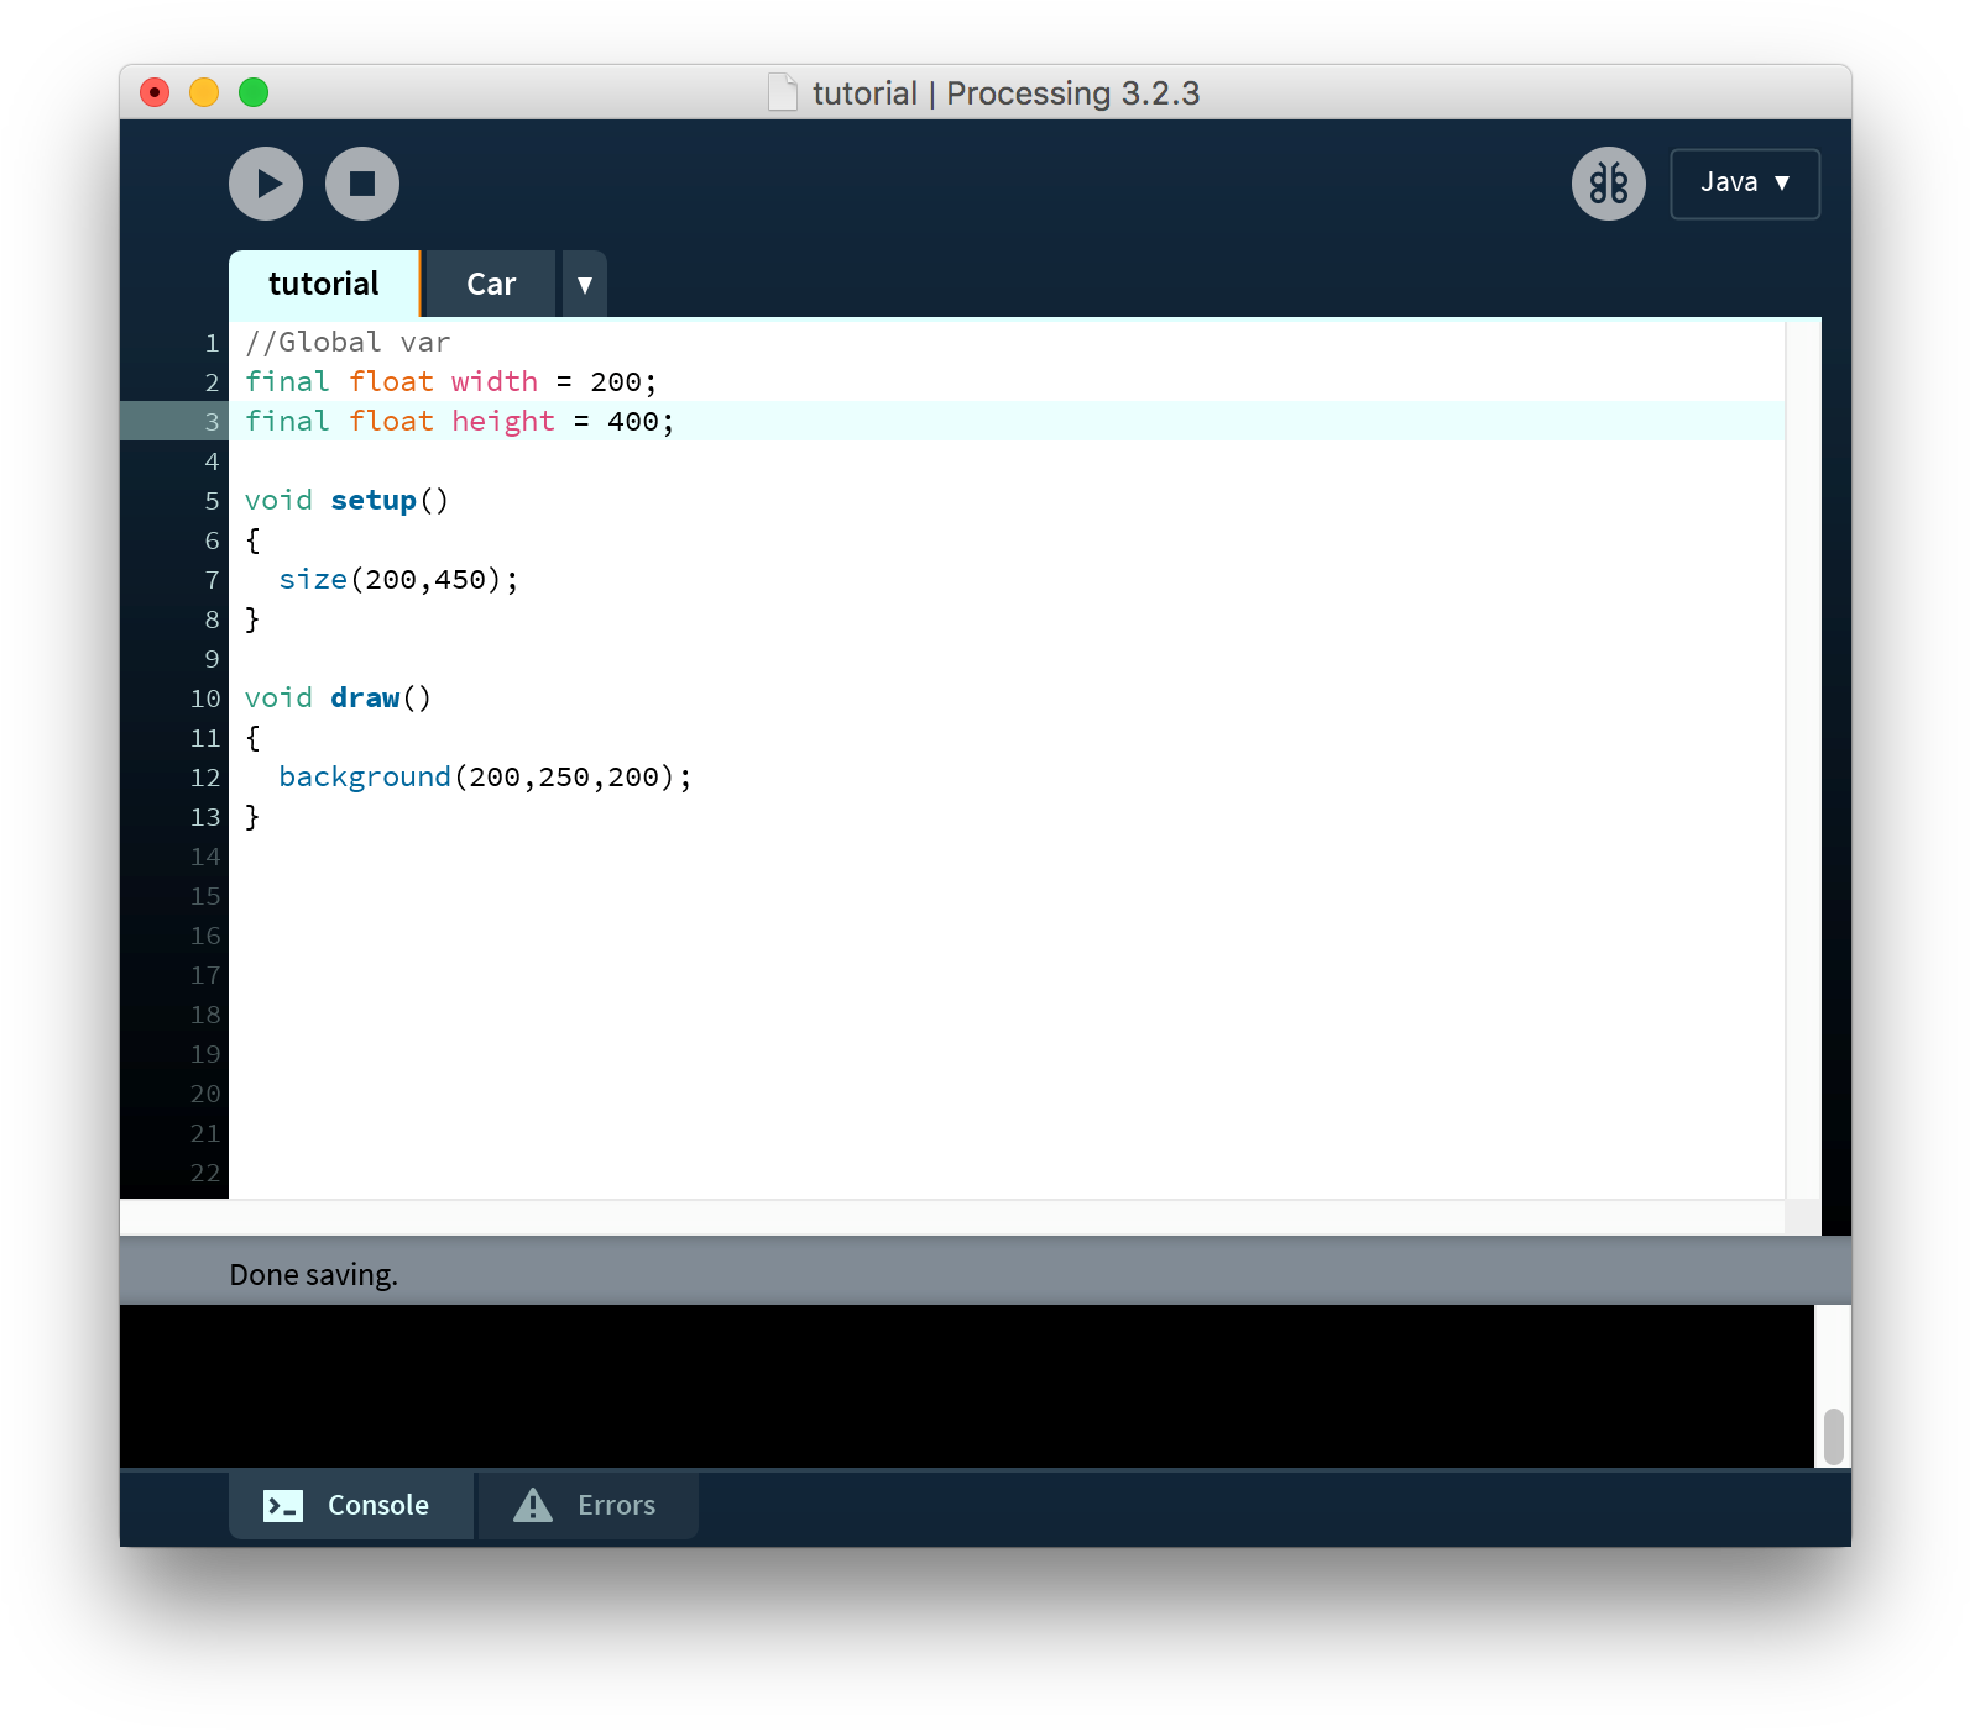 tutorial | Processing 3.2.3
Java ▼
tutorial Car ▼
1 //Global var
2 final float width = 200;
3 final float height = 400;
4
5 void setup()
6 {
7   size(200,450);
8 }
9
10 void draw()
11 {
12   background(200,250,200);
13 }
14
15
16
17
18
19
20
21
22
Done saving.
Console Errors